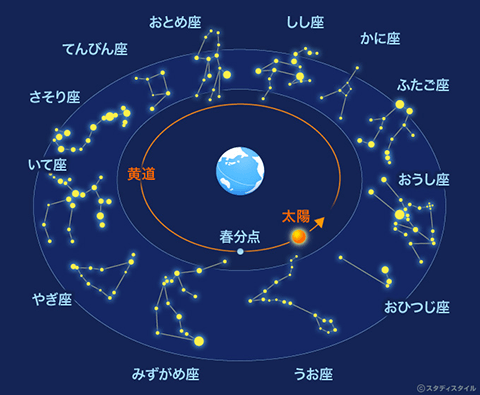 おとめ座
しし座
かに座
てんびん座
ふたご座
さそり座
いて座
黄道
おうし座
太陽
春分点
やぎ座
おひつじ座
みずがめ座
うお座
©スタディスタイル